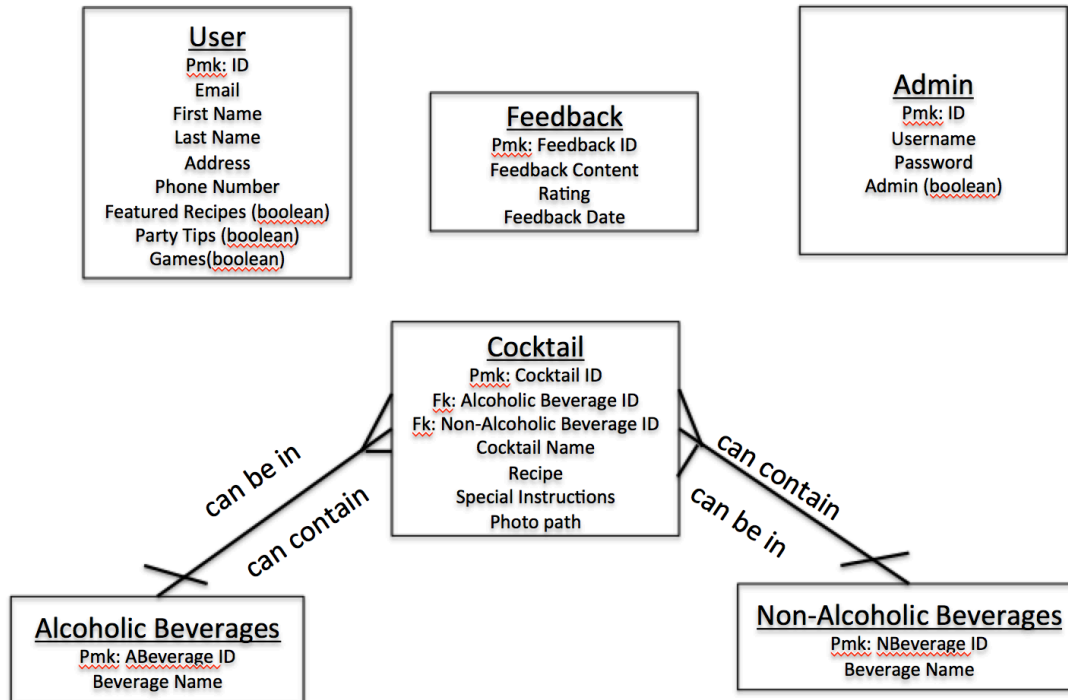 User
Pmk: ID
Email
First Name
Last Name
Address
Phone Number
Featured Recipes (boolean)
Party Tips (boolean)
Games(boolean)
Feedback
Pmk: Feedback ID
Feedback Content
Rating
Feedback Date
Admin
Pmk: ID
Username
Password
Admin (boolean)
Cocktail
Pmk: Cocktail ID
Fk: Alcoholic Beverage ID
Fk: Non-Alcoholic Beverage ID
Cocktail Name
Recipe
Special Instructions
Photo path
can be in
can contain
can contain
can be in
Alcoholic Beverages
Pmk: ABeverage ID
Beverage Name
Non-Alcoholic Beverages
Pmk: NBeverage ID
Beverage Name